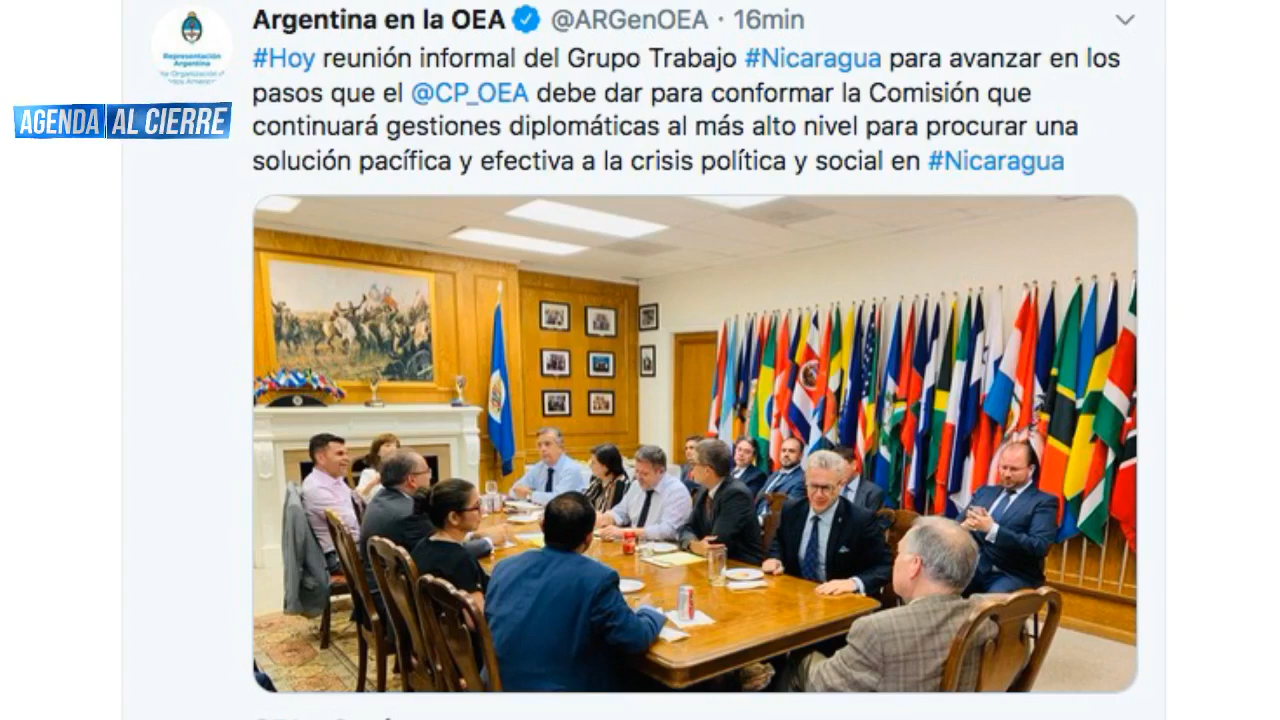 Argentina en la OEA @ARGenOEA · 16min
#Hoy reunión informal del Grupo Trabajo #Nicaragua para avanzar en los
pasos que el @CP_OEA debe dar para conformar la Comisión que
continuará gestiones diplomáticas al más alto nivel para procurar una
solución pacífica y efectiva a la crisis política y social en #Nicaragua
Representación
Argentina
AGENDA AL CIERRE